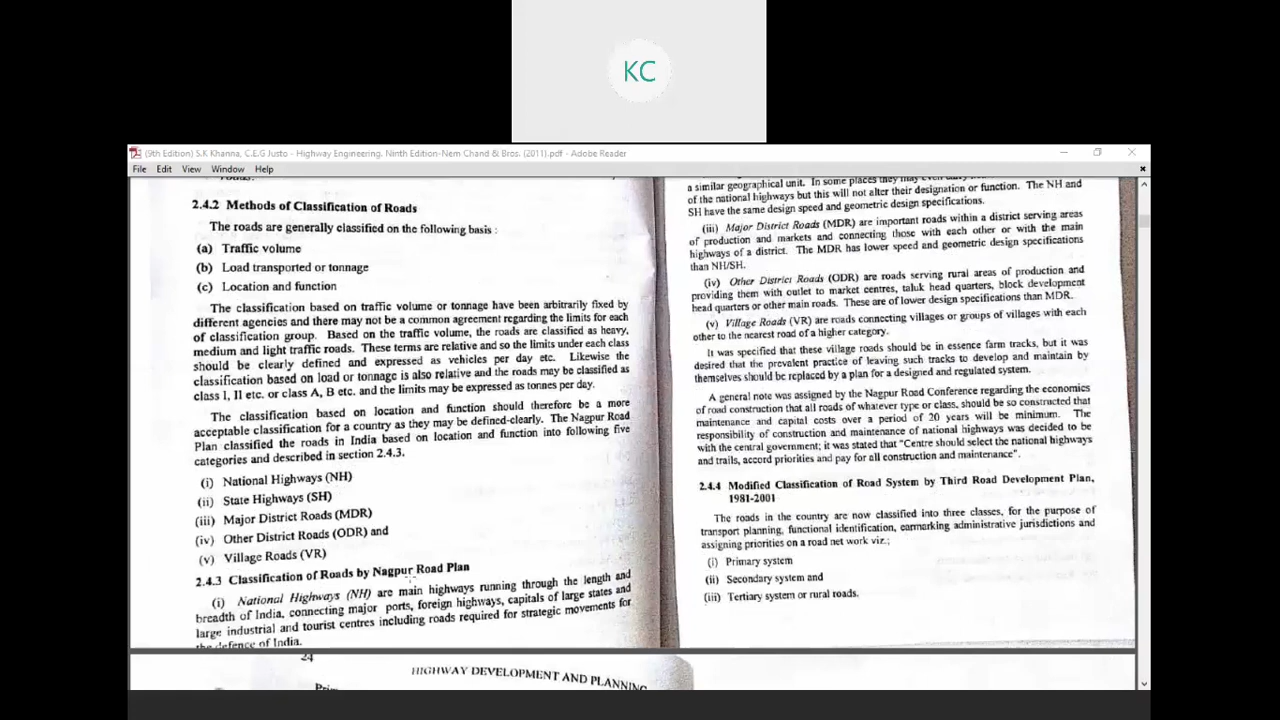 KC
(9th Edition) S.K Khanna, C.E.G Justo - Highway Engineering. Ninth Edition-Nem Chand & Bros. (2011).pdf - Adobe Reader
File Edit View Window Help
2.4.2 Methods of Classification of Roads
The roads are generally classified on the following basis :
(a) Traffic volume
(b) Load transported or tonnage
(c) Location and function
The classification based on traffic volume or tonnage have been arbitrarily fixed by
different agencies and there may not be a common agreement regarding the limits for each
of classification group. Based on the traffic volume, the roads are classified as heavy,
medium and light traffic roads. These terms are relative and so the limits under each class
should be clearly defined and expressed as vehicles per day etc. Likewise the
classification based on load or tonnage is also relative and the roads may be classified as
class I, II etc. or class A, B etc. and the limits may be expressed as tonnes per day.
The classification based on location and function should therefore be a more
acceptable classification for a country as they may be defined-clearly. The Nagpur Road
Plan classified the roads in India based on location and function into following five
categories and described in section 2.4.3.
(i) National Highways (NH)
(ii) State Highways (SH)
(iii) Major District Roads (MDR)
(iv) Other District Roads (ODR) and
(v) Village Roads (VR)
2.4.3 Classification of Roads by Nagpur Road Plan
(i) National Highways (NH) are main highways running through the length and
breadth of India, connecting major ports, foreign highways, capitals of large states and
large industrial and tourist centres including roads required for strategic movements for
the defence of India.
a similar geographical unit. In some places they may even carry
of the national highways but this will not alter their designation or function. The NH and
SH have the same design speed and geometric design specifications.
(iii) Major District Roads (MDR) are important roads within a district serving areas
of production and markets and connecting those with each other or with the main
highways of a district. The MDR has lower speed and geometric design specifications
than NH/SH.
(iv) Other District Roads (ODR) are roads serving rural areas of production and
providing them with outlet to market centres, taluk head quarters, block development
head quarters or other main roads. These are of lower design specifications than MDR.
(v) Village Roads (VR) are roads connecting villages or groups of villages with each
other to the nearest road of a higher category.
It was specified that these village roads should be in essence farm tracks, but it was
desired that the prevalent practice of leaving such tracks to develop and maintain by
themselves should be replaced by a plan for a designed and regulated system.
A general note was assigned by the Nagpur Road Conference regarding the economics
of road construction that all roads of whatever type or class, should be so constructed that
maintenance and capital costs over a period of 20 years will be minimum. The
responsibility of construction and maintenance of national highways was decided to be
with the central government; it was stated that "Centre should select the national highways
and trails, accord priorities and pay for all construction and maintenance".
2.4.4 Modified Classification of Road System by Third Road Development Plan,
1981-2001
The roads in the country are now classified into three classes, for the purpose of
transport planning, functional identification, earmarking administrative jurisdictions and
assigning priorities on a road net work viz.;
(i) Primary system
(ii) Secondary system and
(iii) Tertiary system or rural roads.
24
HIGHWAY DEVELOPMENT AND PLANNING